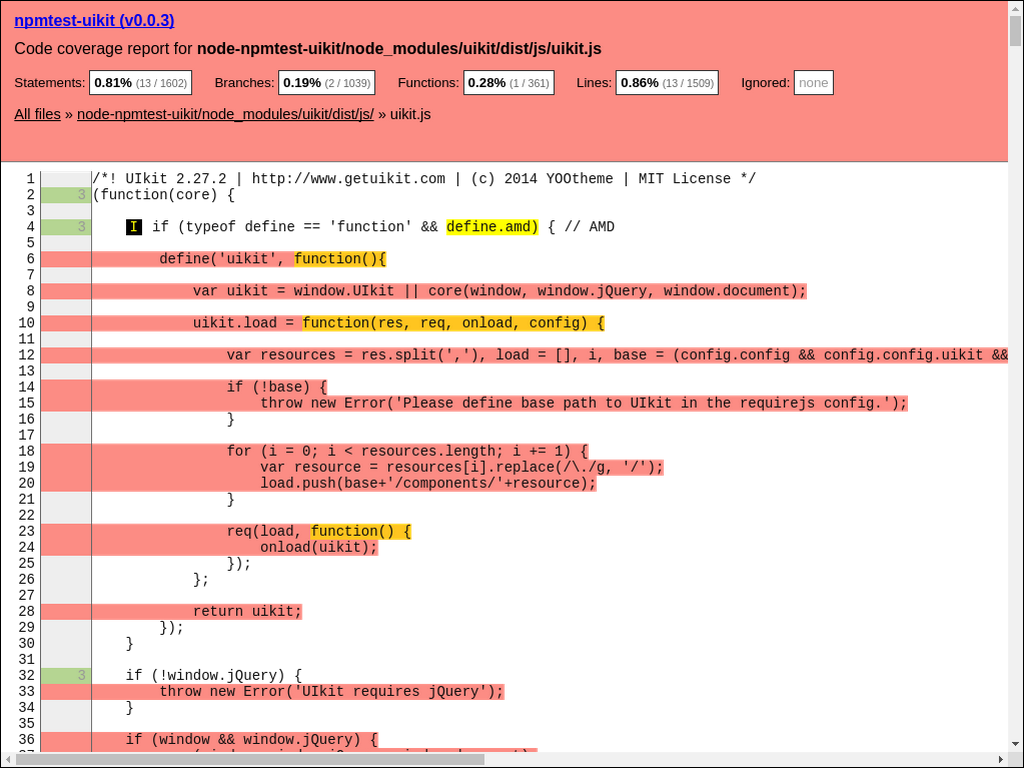 npmtest-uikit (v0.0.3)
Code coverage report for node-npmtest-uikit/node_modules/uikit/dist/js/uikit.js
Statements: 0.81% (13 / 1602) Branches: 0.19% (2 / 1039) Functions: 0.28% (1 / 361) Lines: 0.86% (13 / 1509) Ignored: none
All files » node-npmtest-uikit/node_modules/uikit/dist/js/ » uikit.js
1 /*! UIkit 2.27.2 | http://www.getuikit.com | (c) 2014 YOOtheme | MIT License */
2 3 (function(core) {
3
4 3 I if (typeof define == 'function' && define.amd) { // AMD
5
6 define('uikit', function(){
7
8 var uikit = window.UIkit || core(window, window.jQuery, window.document);
9
10 uikit.load = function(res, req, onload, config) {
11
12 var resources = res.split(','), load = [], i, base = (config.config && config.config.uikit &&
13
14 if (!base) {
15 throw new Error('Please define base path to UIkit in the requirejs config.');
16 }
17
18 for (i = 0; i < resources.length; i += 1) {
19 var resource = resources[i].replace(/\./g, '/');
20 load.push(base+'/components/'+resource);
21 }
22
23 req(load, function() {
24 onload(uikit);
25 });
26 };
27
28 return uikit;
29 });
30 }
31
32 3 if (!window.jQuery) {
33 throw new Error('UIkit requires jQuery');
34 }
35
36 if (window && window.jQuery) {